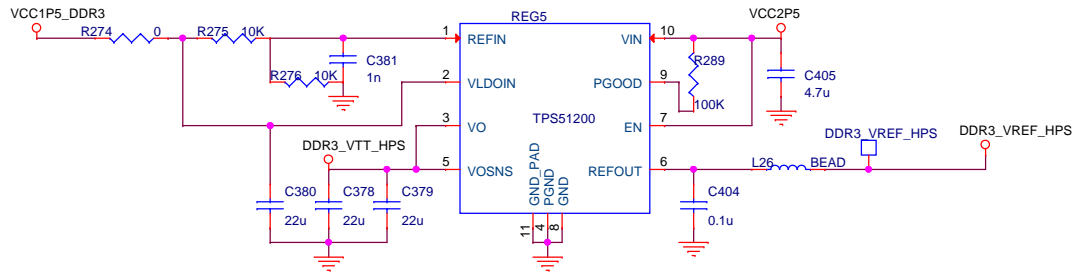 VCC1P5_DDR3
REG5
VCC2P5
R274 0 R275 10K
1 REFIN VIN 10
R276 10K C381 1n
R289 100K
C405 4.7u
2 VLDOIN PGOOD 9
3 VO TPS51200 EN 7
DDR3_VTT_HPS
DDR3_VREF_HPS
DDR3_VREF_HPS
5 VOSNS REFOUT 6
L26 BEAD
GND_PAD
PGND
GND
C380 22u
C378 22u
C379 22u
C404 0.1u
11 4 8